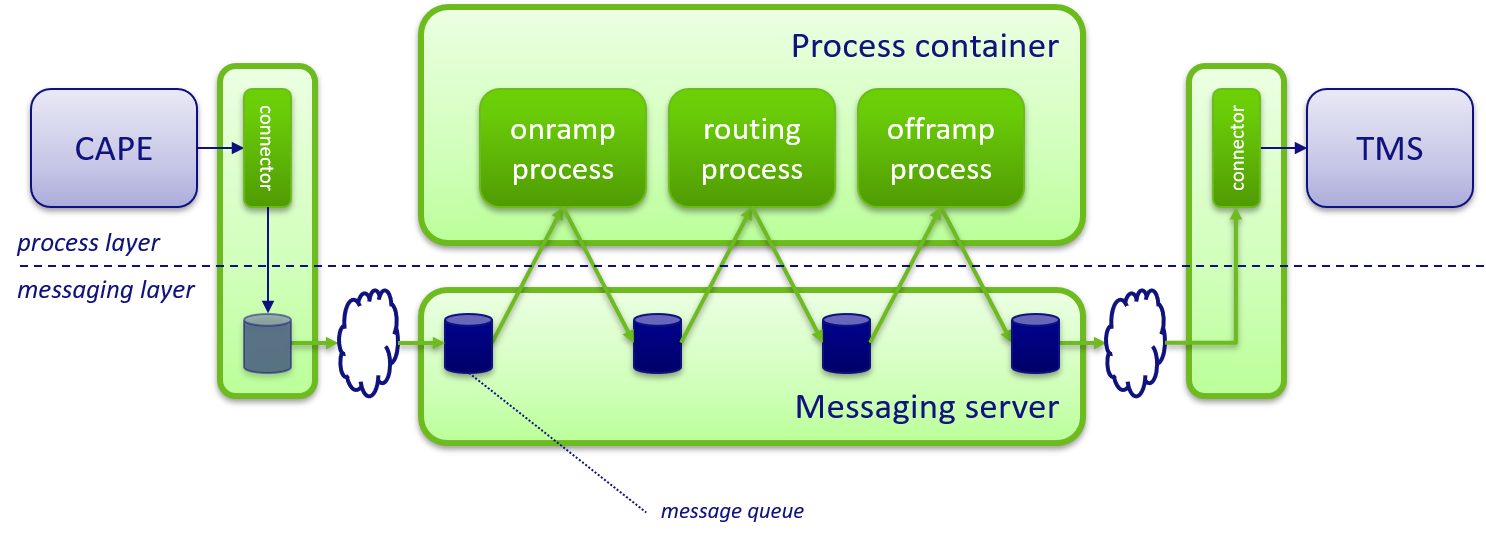 Process container
CAPE
connector
onramp
process
routing
process
offramp
process
connector
TMS
process layer
messaging layer
Messaging server
message queue